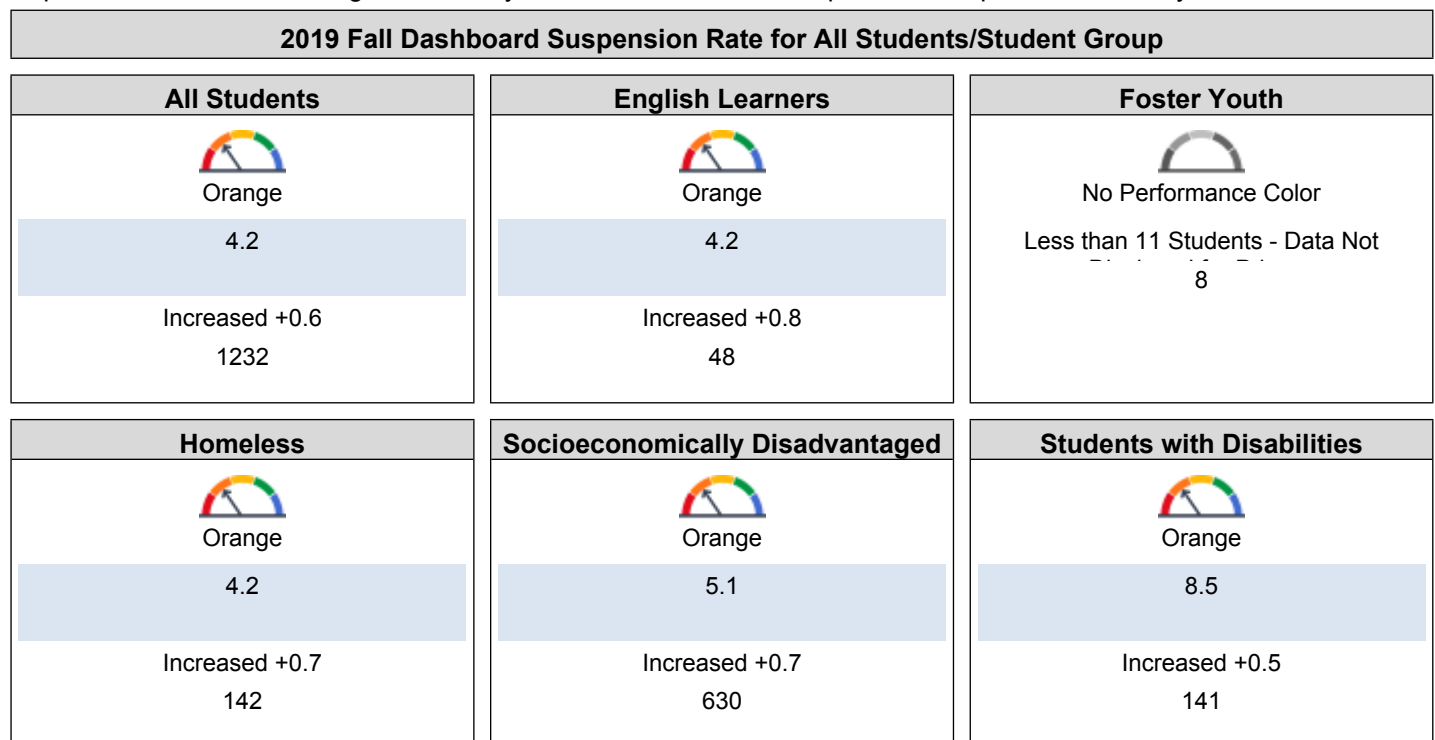 2019 Fall Dashboard Suspension Rate for All Students/Student Group
All Students
Orange
4.2
Increased +0.6
1232
English Learners
Orange
4.2
Increased +0.8
48
Foster Youth
No Performance Color
Less than 11 Students - Data Not
8
Homeless
Orange
4.2
Increased +0.7
142
Socioeconomically Disadvantaged
Orange
5.1
Increased +0.7
630
Students with Disabilities
Orange
8.5
Increased +0.5
141